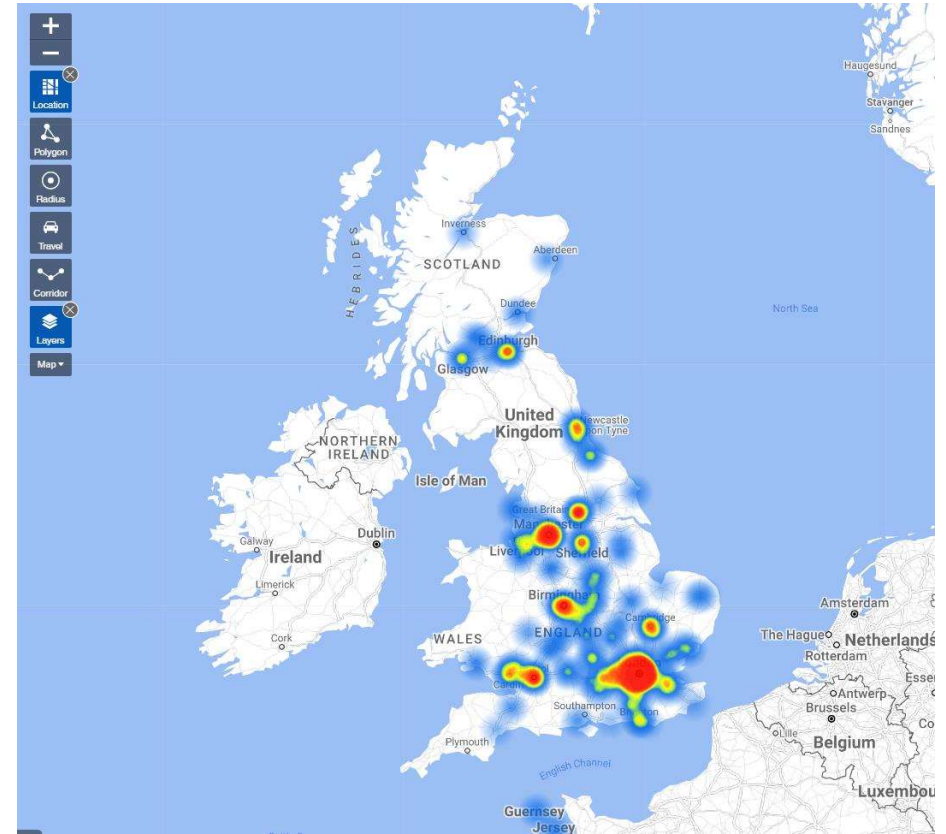 +
−
Location
Polygon
Radius
Travel
Corridor
Layers
Map
Haugesund
Stavanger
Sandnes
Inverness
HEBRIDES
Aberdeen
SCOTLAND
Dundee
North Sea
Edinburgh
Glasgow
United
Kingdom
Newcastle
upon Tyne
NORTHERN
IRELAND
Isle of Man
Great Britain
Manchester
Dublin
Liverpool
Sheffield
Galway
Ireland
Limerick
Birmingham
Amsterdam
Cambridge
The Hague
Netherlands
Rotterdam
WALES
ENGLAND
Cork
Essen
Cardiff
Antwerp
Southampton
Brighton
Brussels
Co
Plymouth
Lille
Belgium
English Channel
Luxembou
Guernsey
Jersey